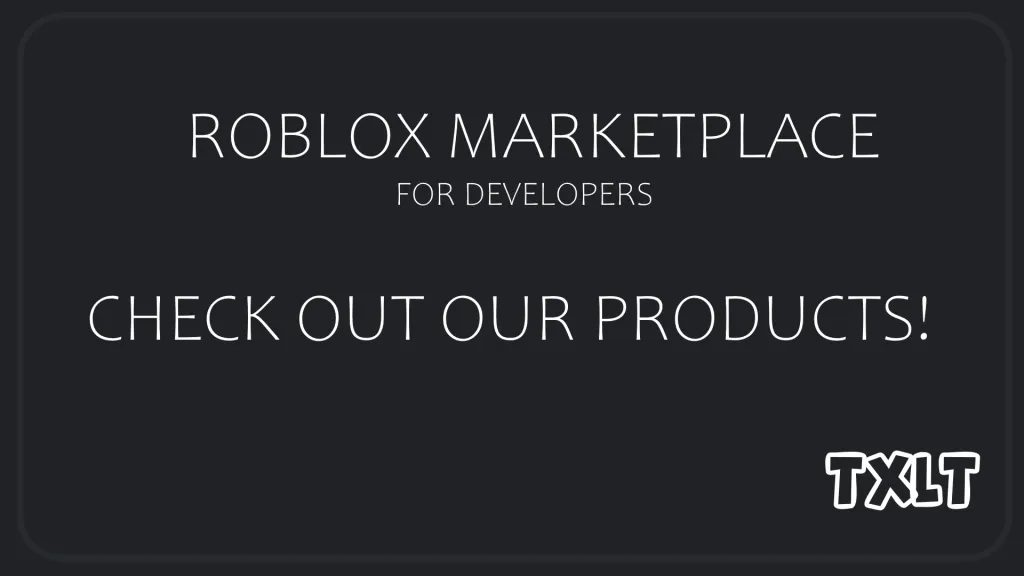 ROBLOX MARKETPLACE
FOR DEVELOPERS
CHECK OUT OUR PRODUCTS!
TXLT